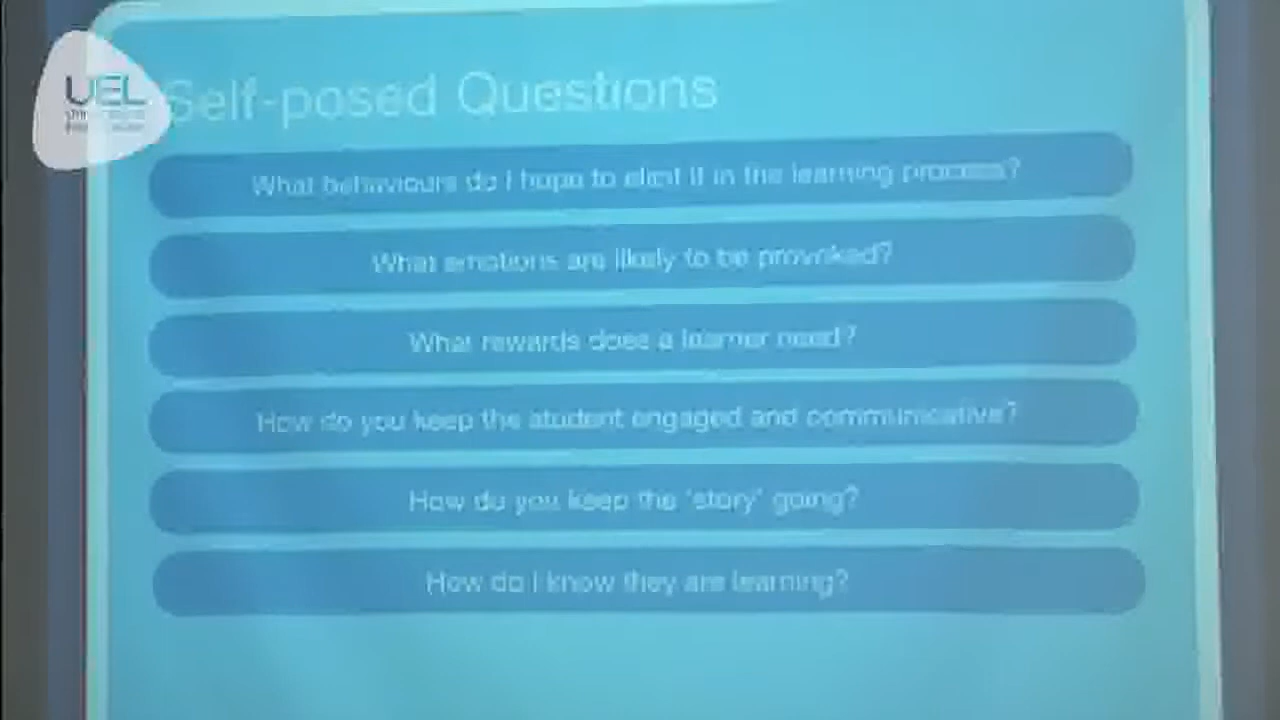 UEL
Self-posed Questions
What behaviours do I hope to elicit it in the learning process?
What emotions are likely to be provoked?
What rewards does a learner need?
How do you keep the student engaged and communicative?
How do you keep the 'story' going?
How do I know they are learning?